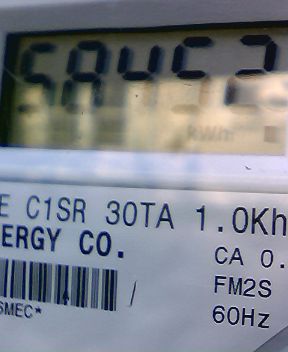 58452
kWh
E C1SR 30TA 1.0Kh
ERGY CO. CA 0.
FM2S
60Hz
SMEC*